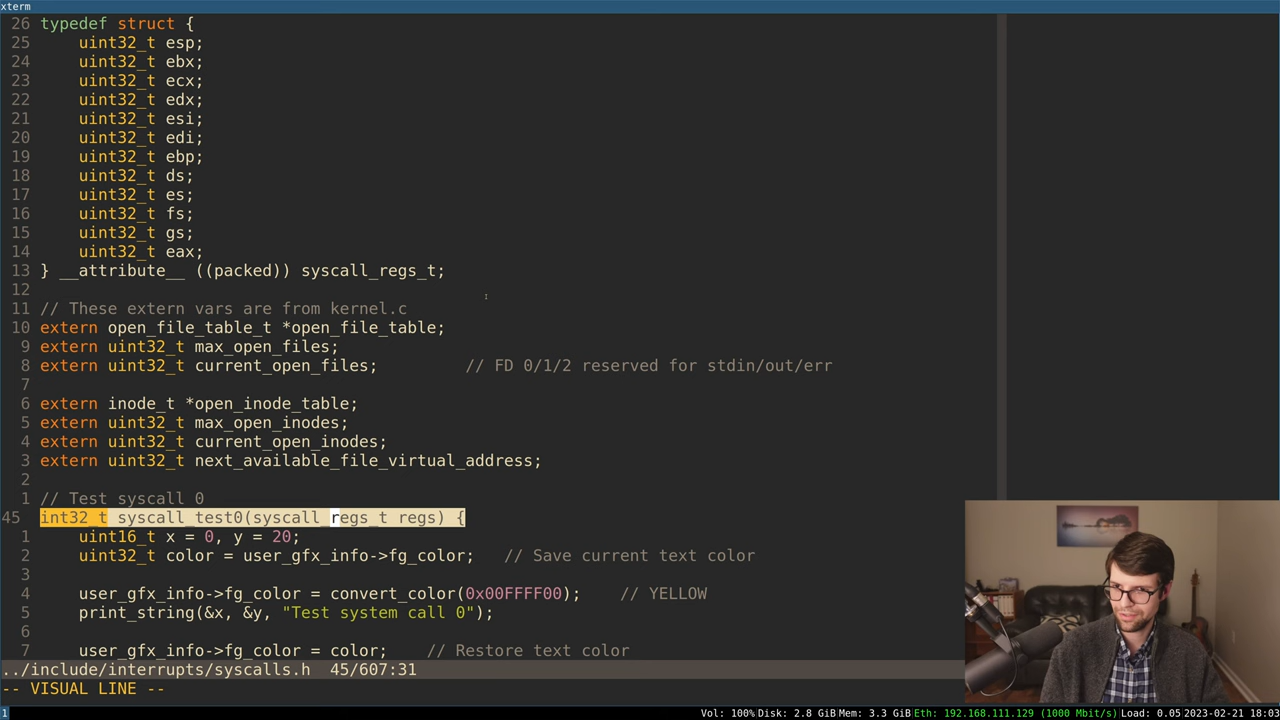 xterm
26 typedef struct {
25     uint32_t esp;
24     uint32_t ebx;
23     uint32_t ecx;
22     uint32_t edx;
21     uint32_t esi;
20     uint32_t edi;
19     uint32_t ebp;
18     uint32_t ds;
17     uint32_t es;
16     uint32_t fs;
15     uint32_t gs;
14     uint32_t eax;
13 } __attribute__ ((packed)) syscall_regs_t;
12
11 // These extern vars are from kernel.c
10 extern open_file_table_t *open_file_table;
9 extern uint32_t max_open_files;
8 extern uint32_t current_open_files;         // FD 0/1/2 reserved for stdin/out/err
7
6 extern inode_t *open_inode_table;
5 extern uint32_t max_open_inodes;
4 extern uint32_t current_open_inodes;
3 extern uint32_t next_available_file_virtual_address;
2
1 // Test syscall 0
45 int32_t syscall_test0(syscall_regs_t regs) {
1     uint16_t x = 0, y = 20;
2     uint32_t color = user_gfx_info->fg_color;   // Save current text color
3
4     user_gfx_info->fg_color = convert_color(0x00FFFF00);    // YELLOW
5     print_string(&x, &y, "Test system call 0");
6
7     user_gfx_info->fg_color = color;    // Restore text color
../include/interrupts/syscalls.h  45/607:31
-- VISUAL LINE --
1 Vol: 100% Disk: 2.8 GiB Mem: 3.3 GiB Eth: 192.168.111.129 (1000 Mbit/s) Load: 0.05 2023-02-21 18:03